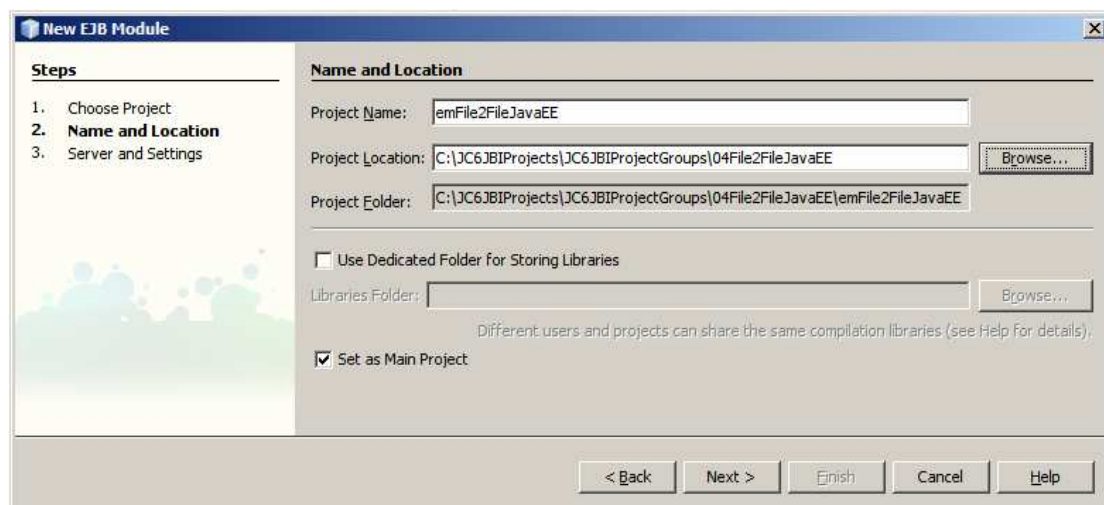 New EJB Module
Steps
1. Choose Project
2. Name and Location
3. Server and Settings
Name and Location
Project Name: emFile2FileJavaEE
Project Location: C:\JC6JBIProjects\JC6JBIProjectGroups\04File2FileJavaEE Browse...
Project Folder: C:\JC6JBIProjects\JC6JBIProjectGroups\04File2FileJavaEE\emFile2FileJavaEE
Use Dedicated Folder for Storing Libraries
Libraries Folder: Browse...
Different users and projects can share the same compilation libraries (see Help for details).
Set as Main Project
< Back Next > Finish Cancel Help